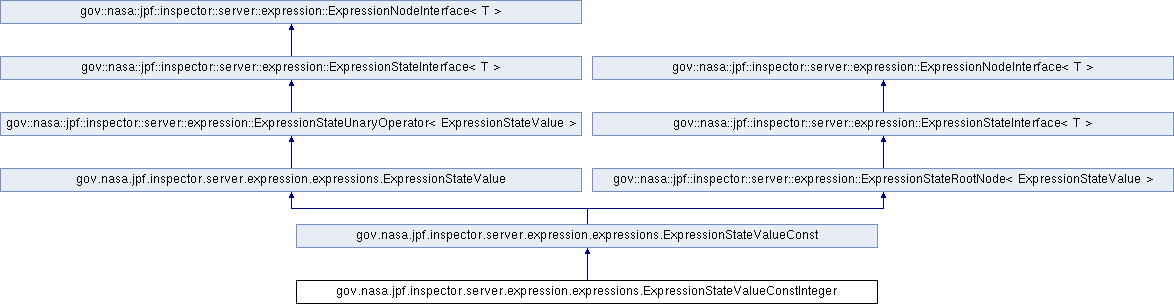 gov::nasa::jpf::inspector::server::expression::ExpressionNodeInterface< T >
gov::nasa::jpf::inspector::server::expression::ExpressionStateInterface< T >
gov::nasa::jpf::inspector::server::expression::ExpressionNodeInterface< T >
gov::nasa::jpf::inspector::server::expression::ExpressionStateUnaryOperator< ExpressionStateValue >
gov::nasa::jpf::inspector::server::expression::ExpressionStateInterface< T >
gov.nasa.jpf.inspector.server.expression.expressions.ExpressionStateValue
gov::nasa::jpf::inspector::server::expression::ExpressionStateRootNode< ExpressionStateValue >
gov.nasa.jpf.inspector.server.expression.expressions.ExpressionStateValueConst
gov.nasa.jpf.inspector.server.expression.expressions.ExpressionStateValueConstInteger